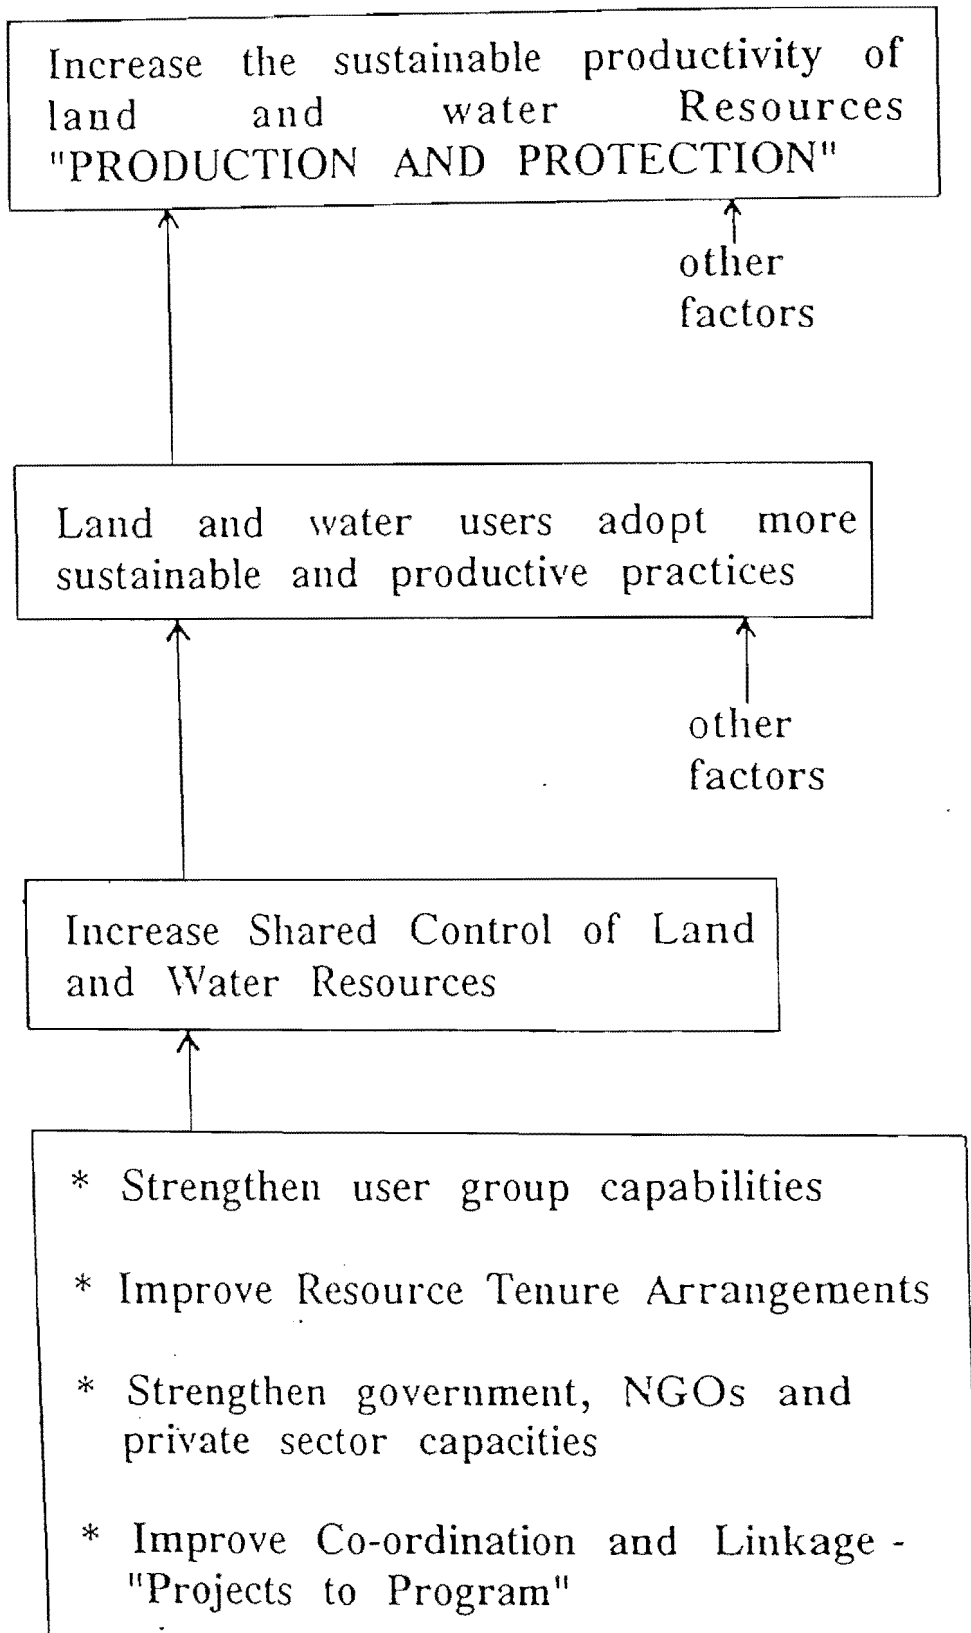 Increase the sustainable productivity of
land and water Resources
"PRODUCTION AND PROTECTION"
other
factors
Land and water users adopt more
sustainable and productive practices
other
factors
Increase Shared Control of Land
and Water Resources
* Strengthen user group capabilities
* Improve Resource Tenure Arrangements
* Strengthen government, NGOs and
private sector capacities
* Improve Co-ordination and Linkage -
"Projects to Program"